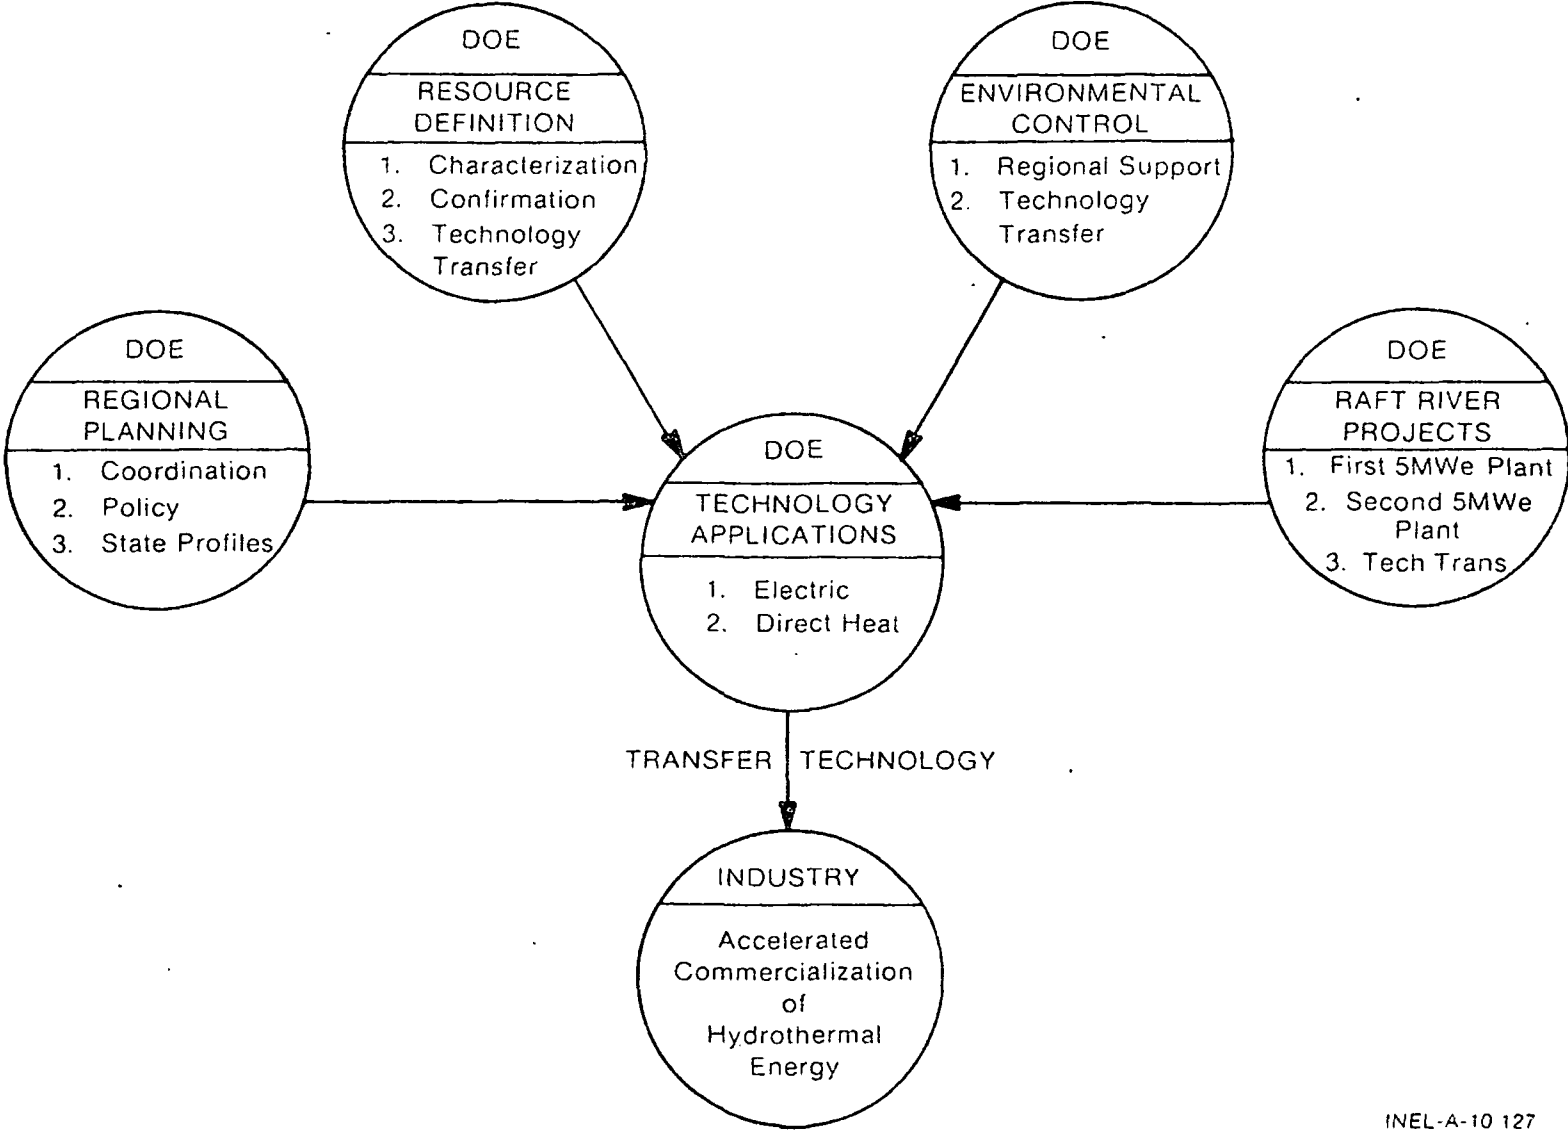 DOE
RESOURCE
DEFINITION
1. Characterization
2. Confirmation
3. Technology
Transfer
DOE
ENVIRONMENTAL
CONTROL
1. Regional Support
2. Technology
Transfer
DOE
REGIONAL
PLANNING
1. Coordination
2. Policy
3. State Profiles
DOE
TECHNOLOGY
APPLICATIONS
1. Electric
2. Direct Heat
DOE
RAFT RIVER
PROJECTS
1. First 5MWe Plant
2. Second 5MWe
Plant
3. Tech Trans
TRANSFER TECHNOLOGY
INDUSTRY
Accelerated
Commercialization
of
Hydrothermal
Energy
INEL-A-10 127